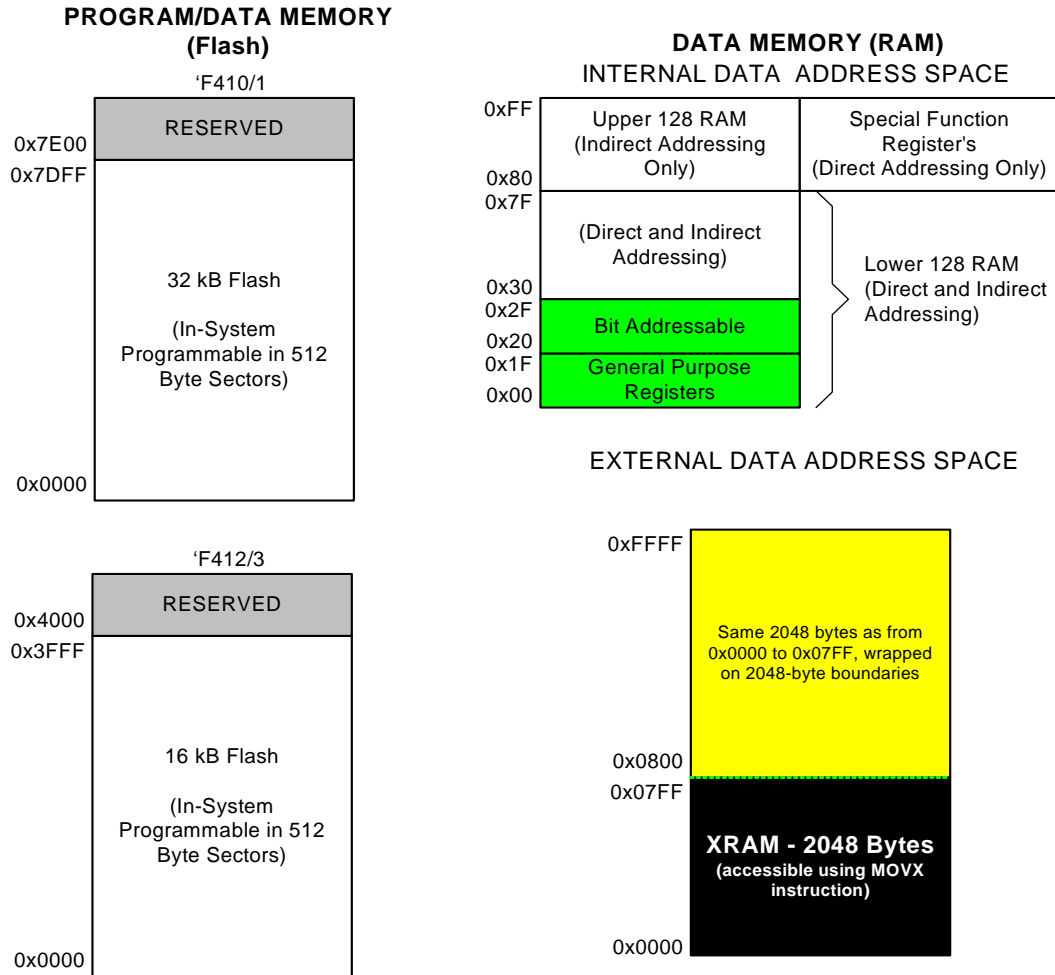 PROGRAM/DATA MEMORY
(Flash)
‘F410/1
RESERVED
0x7E00
0x7DFF
32 kB Flash
(In-System
Programmable in 512
Byte Sectors)
0x0000
‘F412/3
RESERVED
0x4000
0x3FFF
16 kB Flash
(In-System
Programmable in 512
Byte Sectors)
0x0000
DATA MEMORY (RAM)
INTERNAL DATA ADDRESS SPACE
0xFF
Upper 128 RAM
(Indirect Addressing
Only)
0x80
Special Function
Register's
(Direct Addressing Only)
0x7F
(Direct and Indirect
Addressing)
0x30
Lower 128 RAM
(Direct and Indirect
Addressing)
0x2F
Bit Addressable
0x20
0x1F
General Purpose
Registers
0x00
EXTERNAL DATA ADDRESS SPACE
0xFFFF
Same 2048 bytes as from
0x0000 to 0x07FF, wrapped
on 2048-byte boundaries
0x0800
0x07FF
XRAM - 2048 Bytes
(accessible using MOVX
instruction)
0x0000